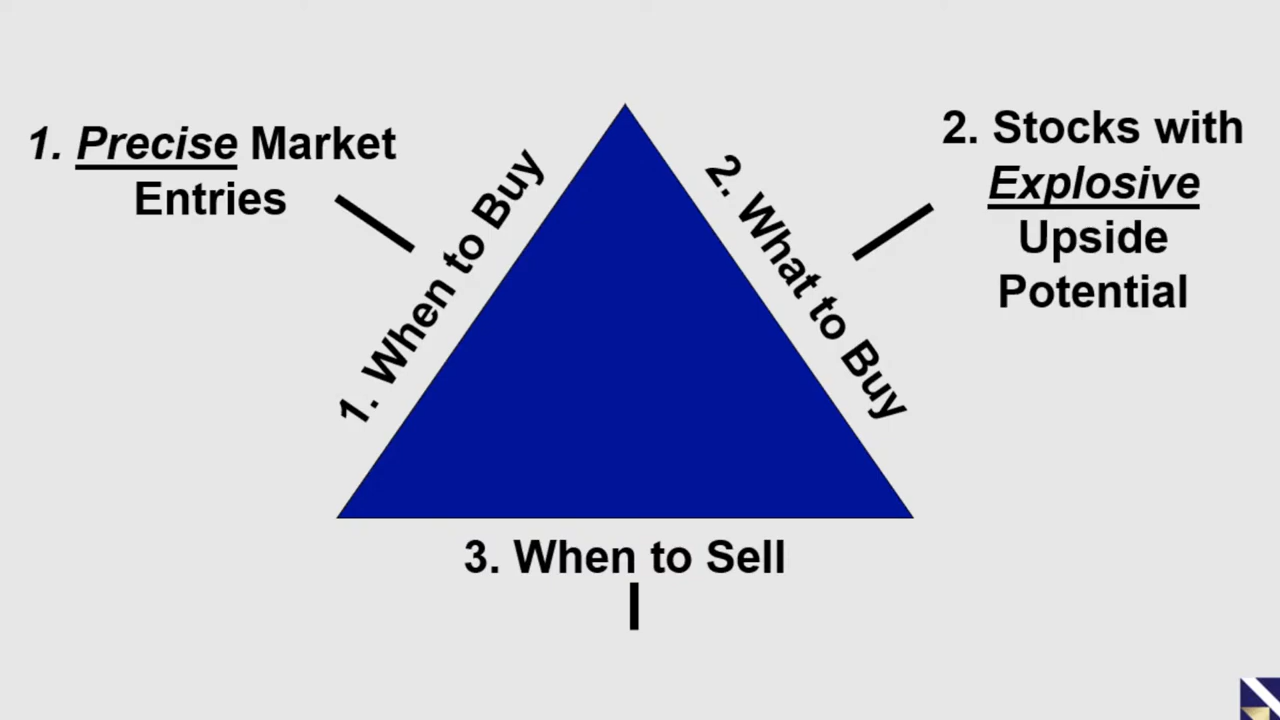 1. Precise Market
Entries
1. When to Buy
2. What to Buy
2. Stocks with
Explosive
Upside
Potential
3. When to Sell